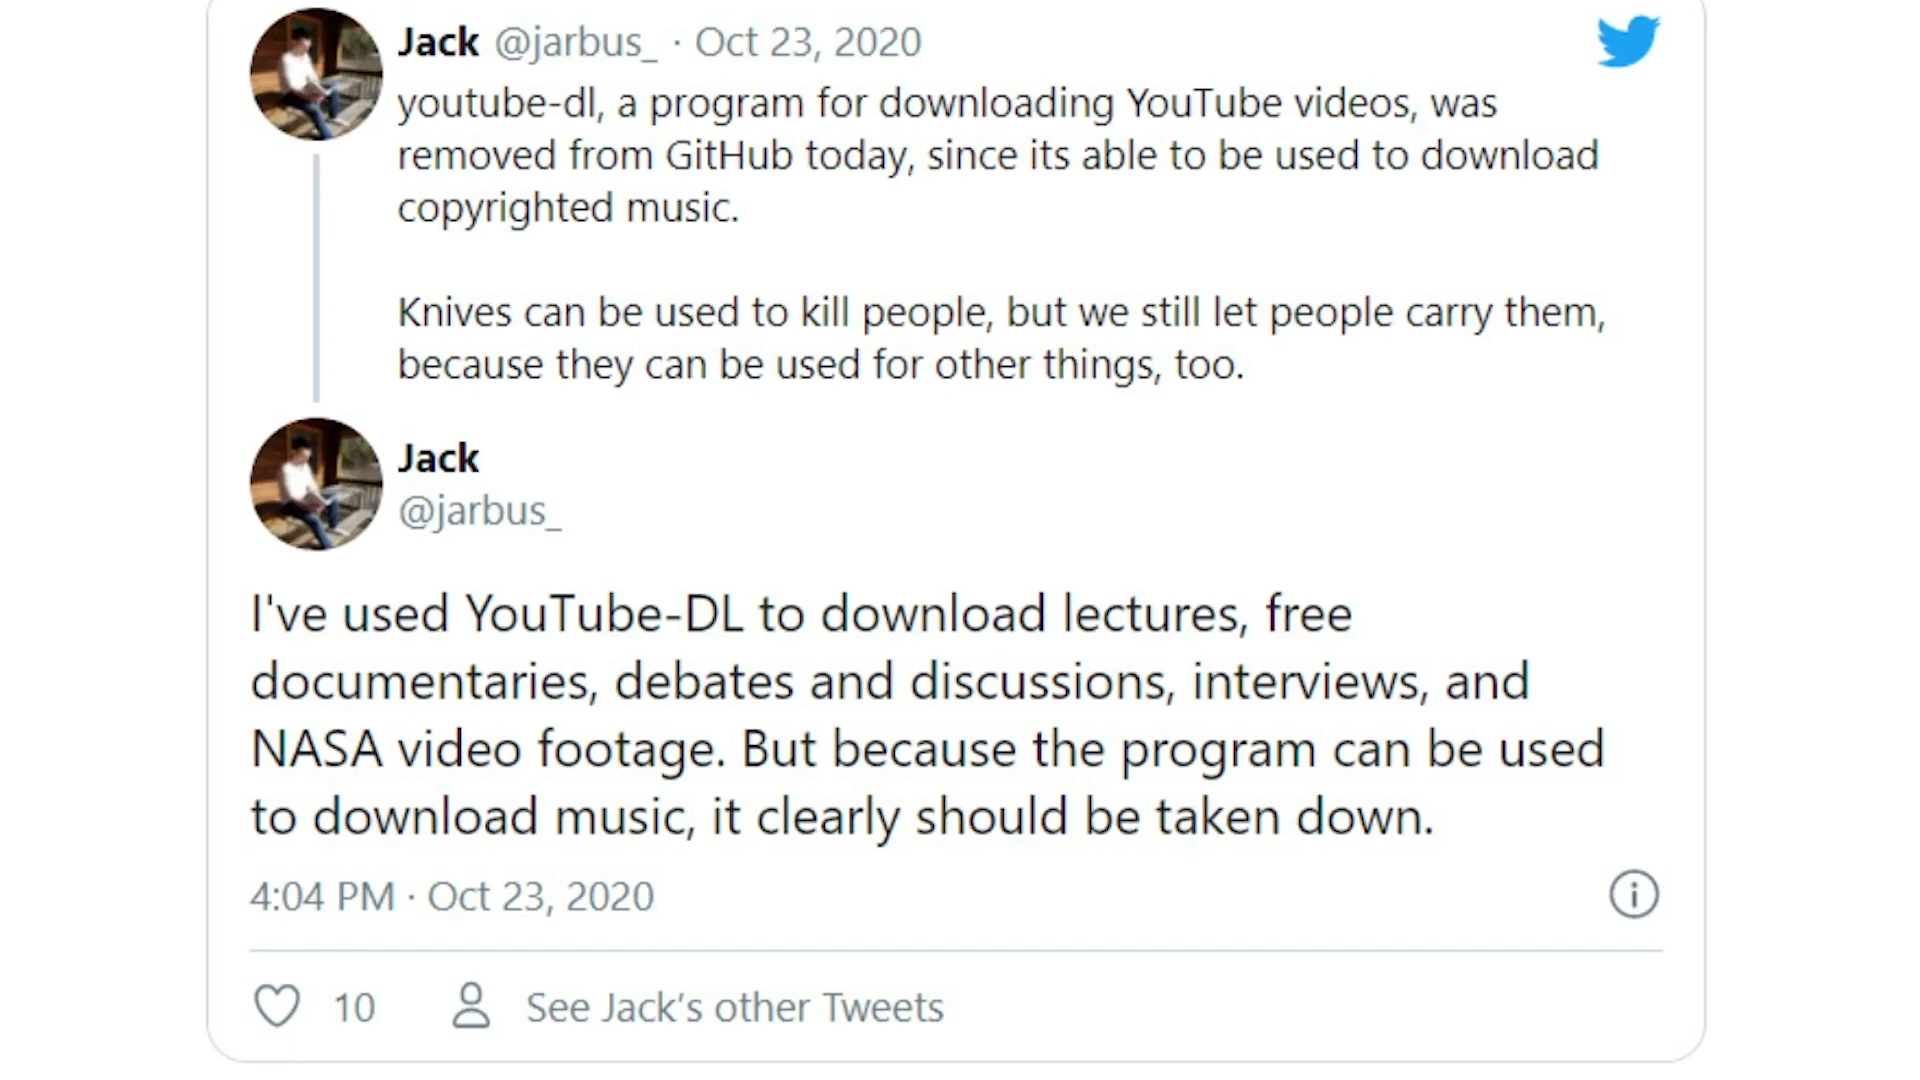 Jack @jarbus_ · Oct 23, 2020
youtube-dl, a program for downloading YouTube videos, was
removed from GitHub today, since its able to be used to download
copyrighted music.
Knives can be used to kill people, but we still let people carry them,
because they can be used for other things, too.
Jack
@jarbus_
I've used YouTube-DL to download lectures, free
documentaries, debates and discussions, interviews, and
NASA video footage. But because the program can be used
to download music, it clearly should be taken down.
4:04 PM · Oct 23, 2020
10 See Jack's other Tweets